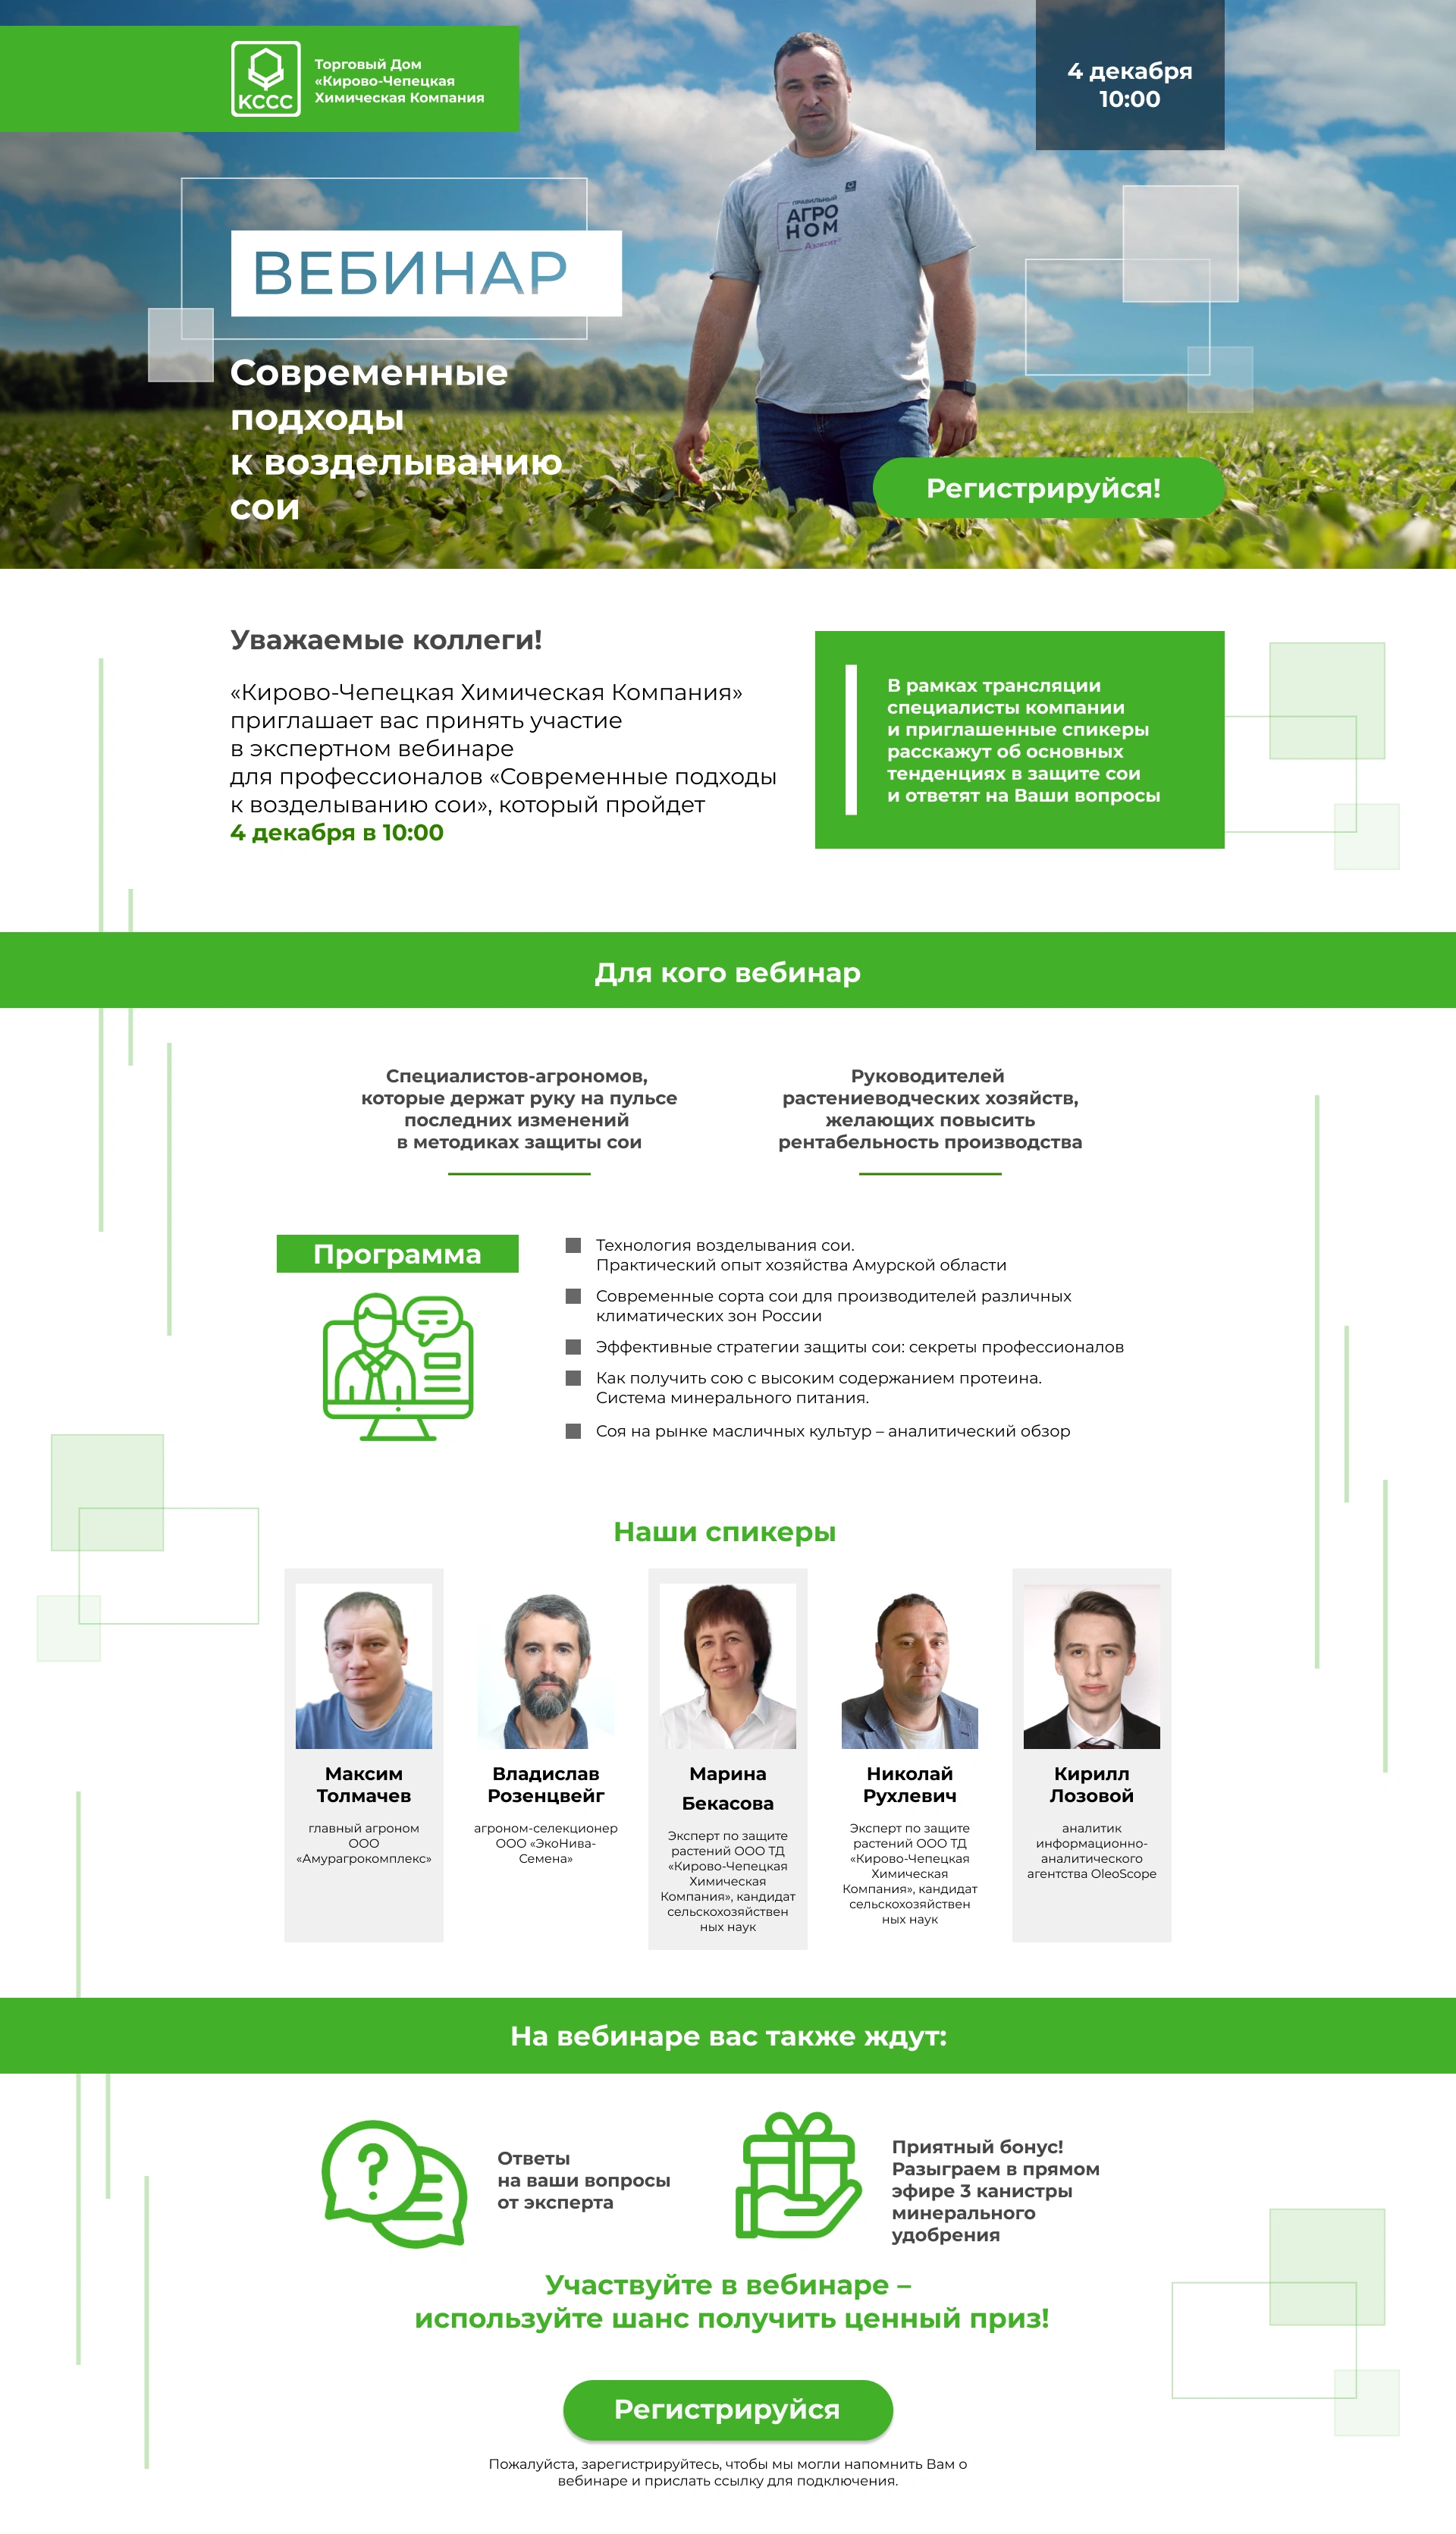 КССС
Торговый Дом
«Кирово-Чепецкая
Химическая Компания
4 декабря
10:00
ПРАВИЛЬНЫЙ
АГРО
НОМ
Азаксит
ВЕБИНАР
Современные
подходы
к возделыванию
сои
Регистрируйся!
Уважаемые коллеги!
«Кирово-Чепецкая Химическая Компания»
приглашает вас принять участие
в экспертном вебинаре
для профессионалов «Современные подходы
к возделыванию сои», который пройдет
4 декабря в 10:00
В рамках трансляции
специалисты компании
и приглашенные спикеры
расскажут об основных
тенденциях в защите сои
и ответят на Ваши вопросы
Для кого вебинар
Специалистов-агрономов,
которые держат руку на пульсе
последних изменений
в методиках защиты сои
Руководителей
растениеводческих хозяйств,
желающих повысить
рентабельность производства
Программа
Технология возделывания сои.
Практический опыт хозяйства Амурской области
Современные сорта сои для производителей различных
климатических зон России
Эффективные стратегии защиты сои: секреты профессионалов
Как получить сою с высоким содержанием протеина.
Система минерального питания.
Соя на рынке масличных культур – аналитический обзор
Наши спикеры
Максим
Толмачев
главный агроном
ООО
«Амурагрокомплекс»
Владислав
Розенцвейг
агроном-селекционер
ООО «ЭкоНива-
Семена»
Марина
Бекасова
Эксперт по защите
растений ООО ТД
«Кирово-Чепецкая
Химическая
Компания», кандидат
сельскохозяйствен
ных наук
Николай
Рухлевич
Эксперт по защите
растений ООО ТД
«Кирово-Чепецкая
Химическая
Компания», кандидат
сельскохозяйствен
ных наук
Кирилл
Лозовой
аналитик
информационно-
аналитического
агентства OleoScope
На вебинаре вас также ждут:
Ответы
на ваши вопросы
от эксперта
Приятный бонус!
Разыграем в прямом
эфире 3 канистры
минерального
удобрения
Участвуйте в вебинаре –
используйте шанс получить ценный приз!
Регистрируйся
Пожалуйста, зарегистрируйтесь, чтобы мы могли напомнить Вам о
вебинаре и прислать ссылку для подключения.